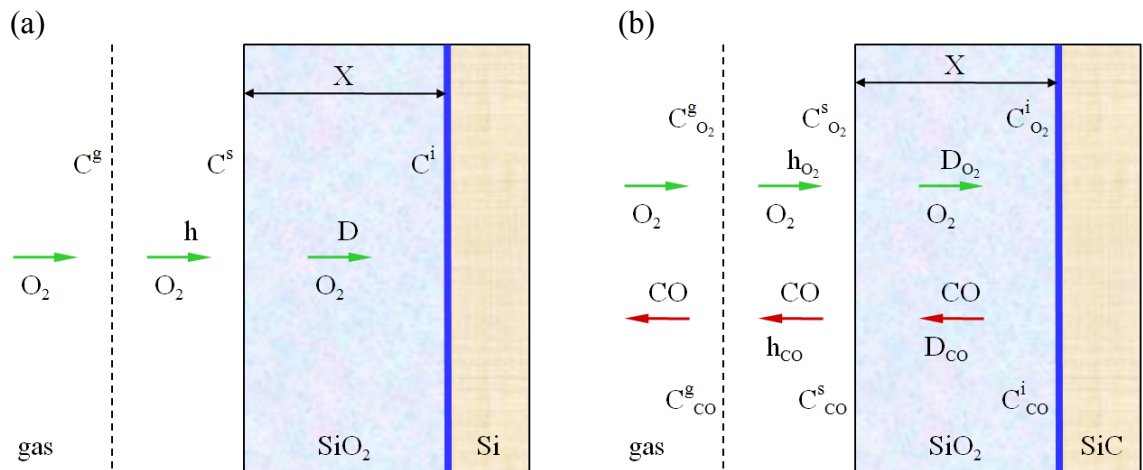 (a)
X
C^g
C^s
C^i
h
D
O₂
O₂
O₂
gas
SiO₂
Si
(b)
X
C^g_O₂
C^s_O₂
C^i_O₂
h_O₂
D_O₂
O₂
O₂
O₂
CO
CO
CO
h_CO
D_CO
C^g_CO
C^s_CO
C^i_CO
gas
SiO₂
SiC